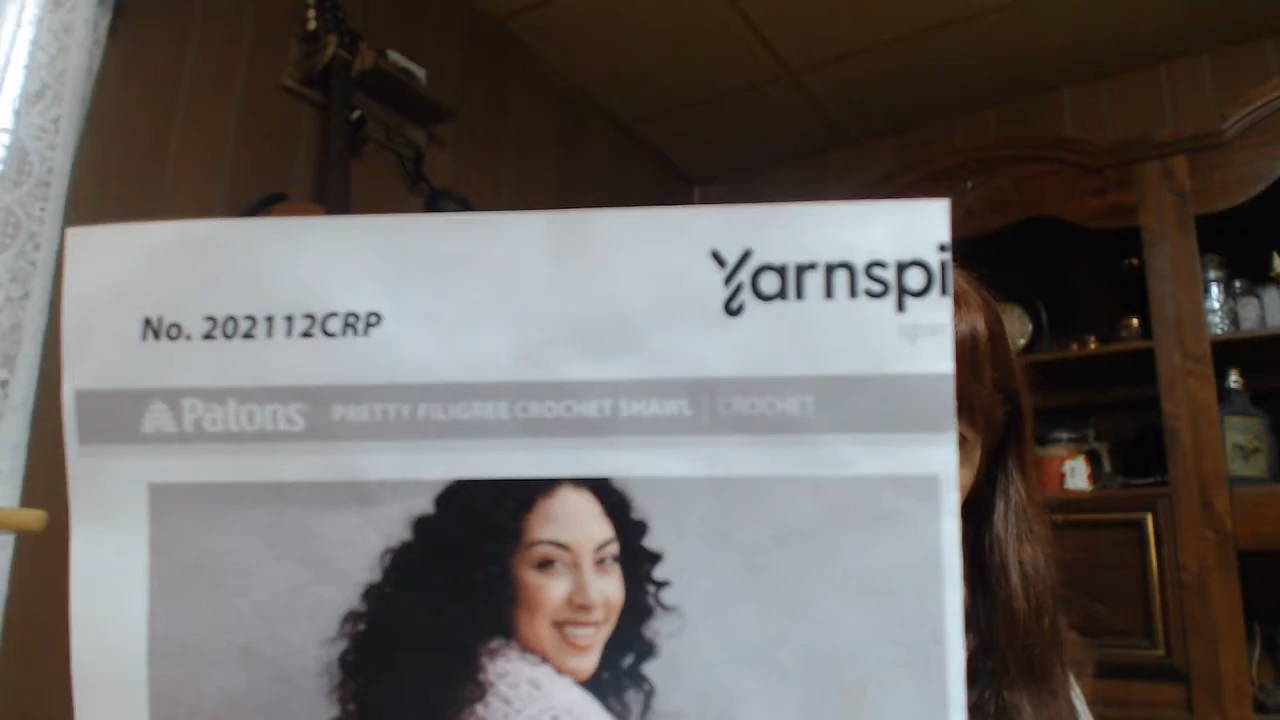 Yarnspi
No. 202112CRP
Patons PRETTY FILIGREE CROCHET SHAWL | CROCHET